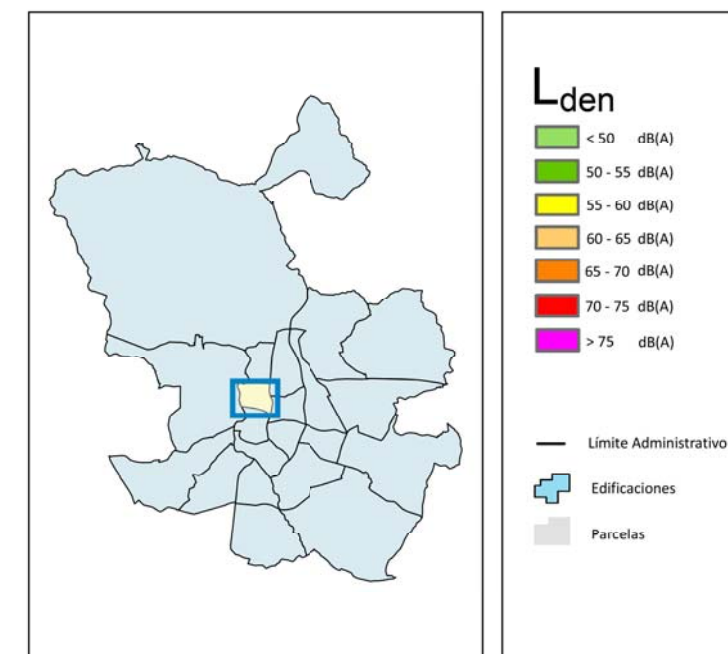 Lden
< 50 dB(A)
50 - 55 dB(A)
55 - 60 dB(A)
60 - 65 dB(A)
65 - 70 dB(A)
70 - 75 dB(A)
> 75 dB(A)
Límite Administrativo
Edificaciones
Parcelas